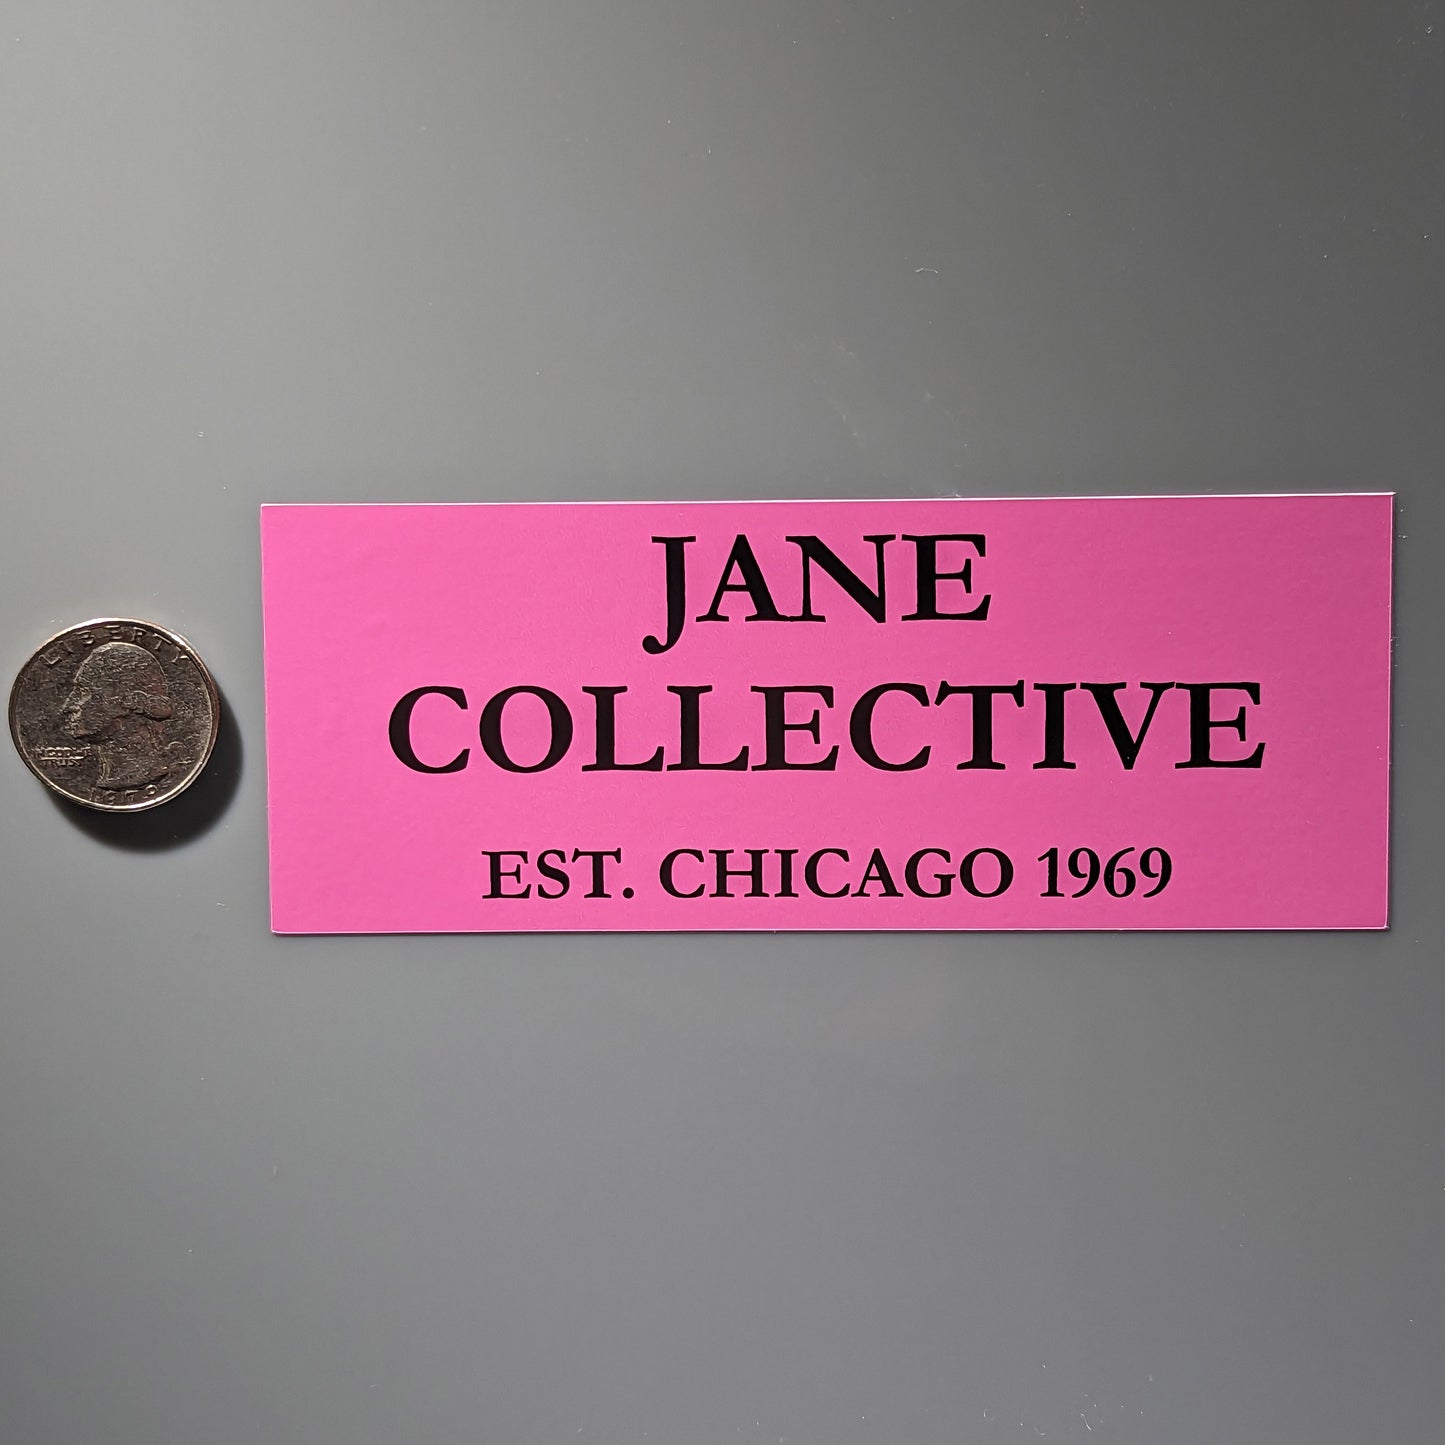 LIBERTY
JANE
COLLECTIVE
EST. CHICAGO 1969